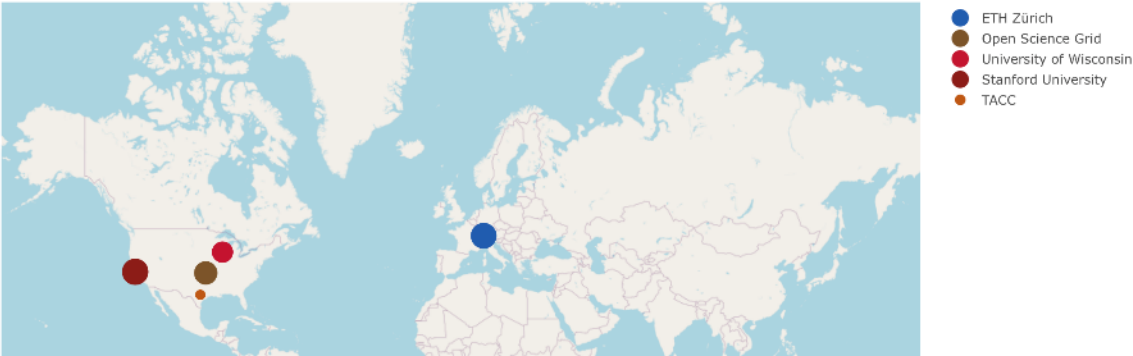 ETH Zürich
Open Science Grid
University of Wisconsin
Stanford University
TACC